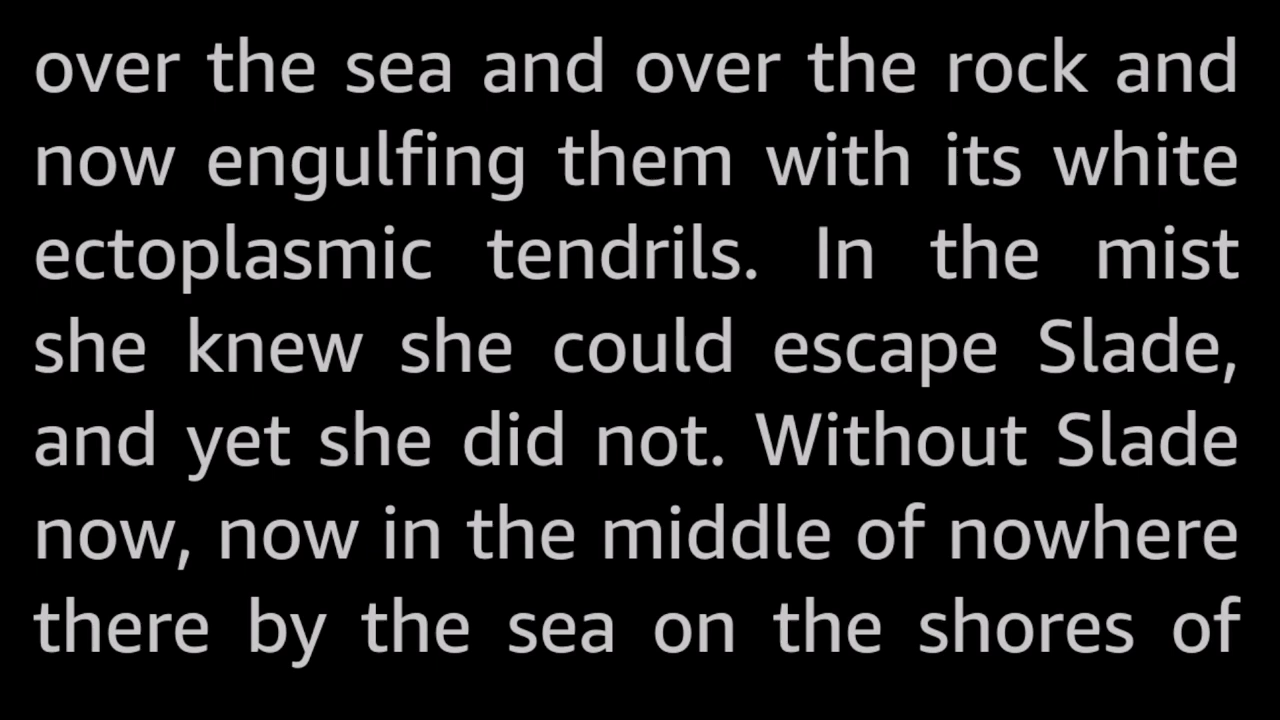 over the sea and over the rock and
now engulfing them with its white
ectoplasmic tendrils. In the mist
she knew she could escape Slade,
and yet she did not. Without Slade
now, now in the middle of nowhere
there by the sea on the shores of